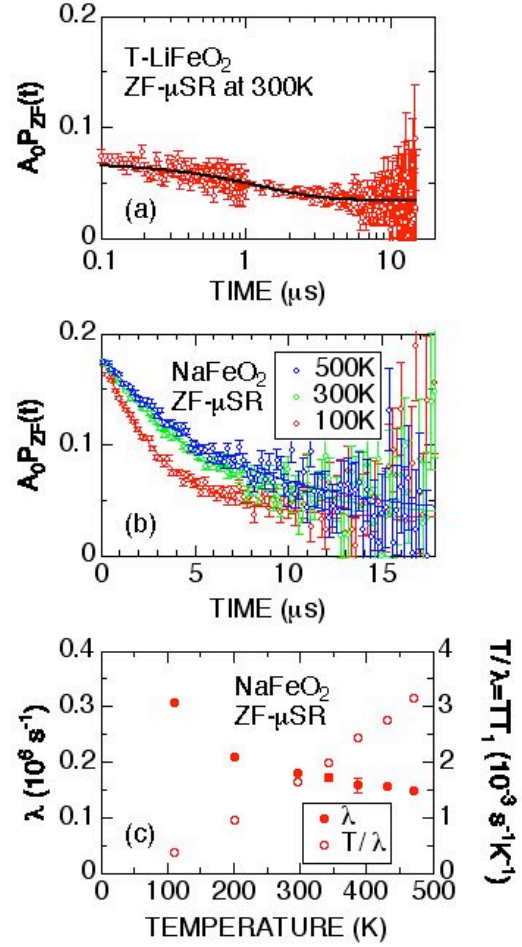 0.2
T-LiFeO₂
ZF-μSR at 300K
A₀P_ZF(t)
0.1
(a)
0
0.1
1
10
TIME (μs)
0.2
NaFeO₂
ZF-μSR
500K
300K
100K
A₀P_ZF(t)
0.1
(b)
0
0
5
10
15
TIME (μs)
0.4
4
NaFeO₂
ZF-μSR
0.3
3
λ (10⁶ s⁻¹)
0.2
2
T/λ=TT₁ (10⁻³ s⁻¹K⁻¹)
0.1
1
(c)
λ
T/λ
0
0
0
100
200
300
400
500
TEMPERATURE (K)